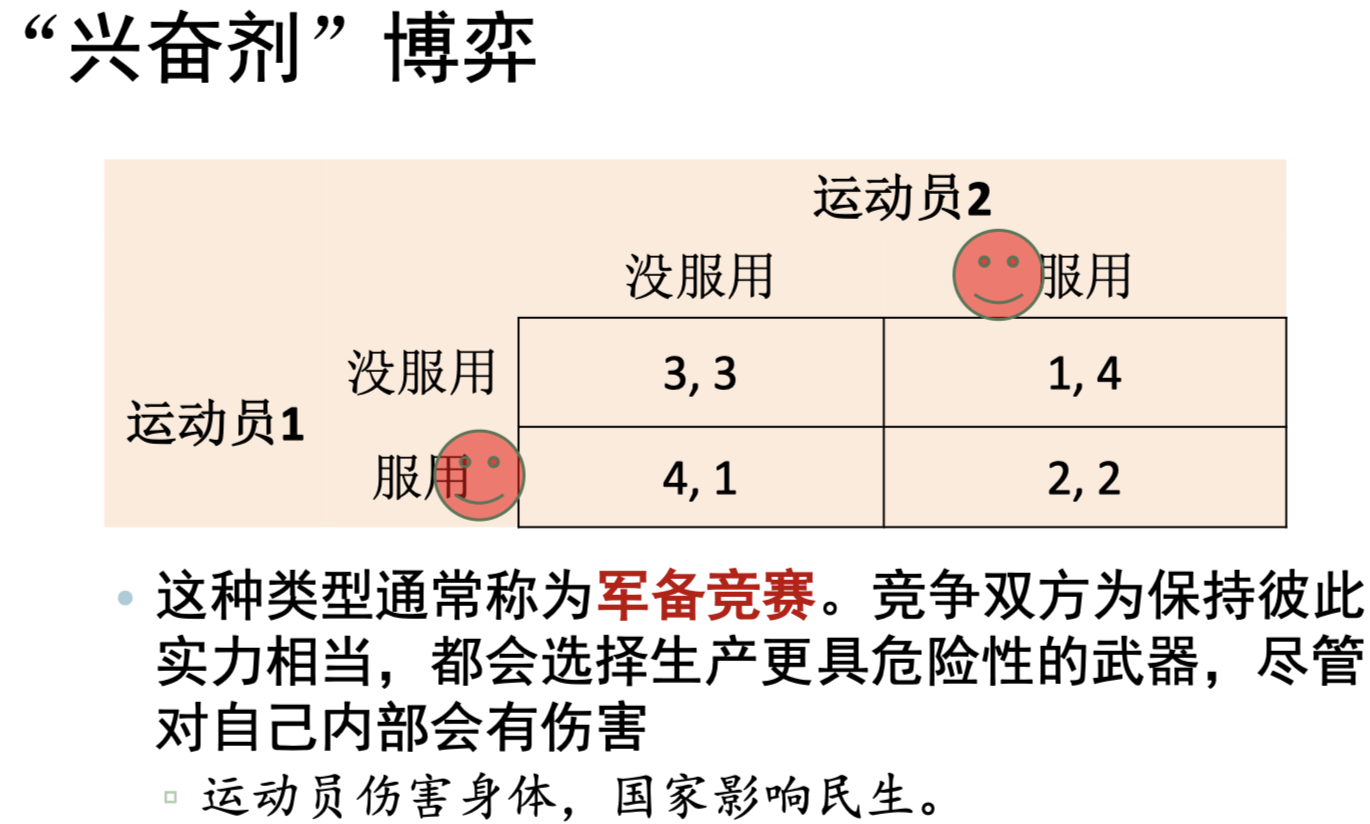 “兴奋剂”博弈
运动员2
没服用 服用
没服用 3, 3 1, 4
运动员1
服用 4, 1 2, 2
这种类型通常称为军备竞赛。竞争双方为保持彼此
实力相当，都会选择生产更具危险性的武器，尽管
对自己内部会有伤害
运动员伤害身体，国家影响民生。